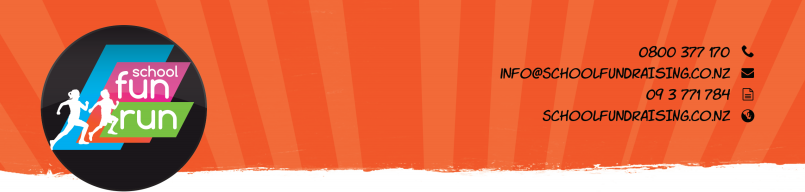 school
fun
run
0800 377 170
INFO@SCHOOLFUNDRAISING.CO.NZ
09 3 771 784
SCHOOLFUNDRAISING.CO.NZ